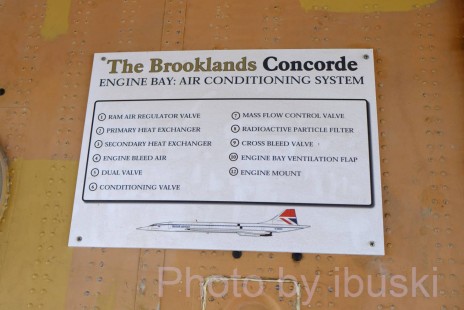 The Brooklands Concorde
ENGINE BAY: AIR CONDITIONING SYSTEM
1 RAM AIR REGULATOR VALVE
2 PRIMARY HEAT EXCHANGER
3 SECONDARY HEAT EXCHANGER
4 ENGINE BLEED AIR
5 DUAL VALVE
6 CONDITIONING VALVE
7 MASS FLOW CONTROL VALVE
8 RADIOACTIVE PARTICLE FILTER
9 CROSS BLEED VALVE
10 ENGINE BAY VENTILATION FLAP
12 ENGINE MOUNT
Photo by ibuski